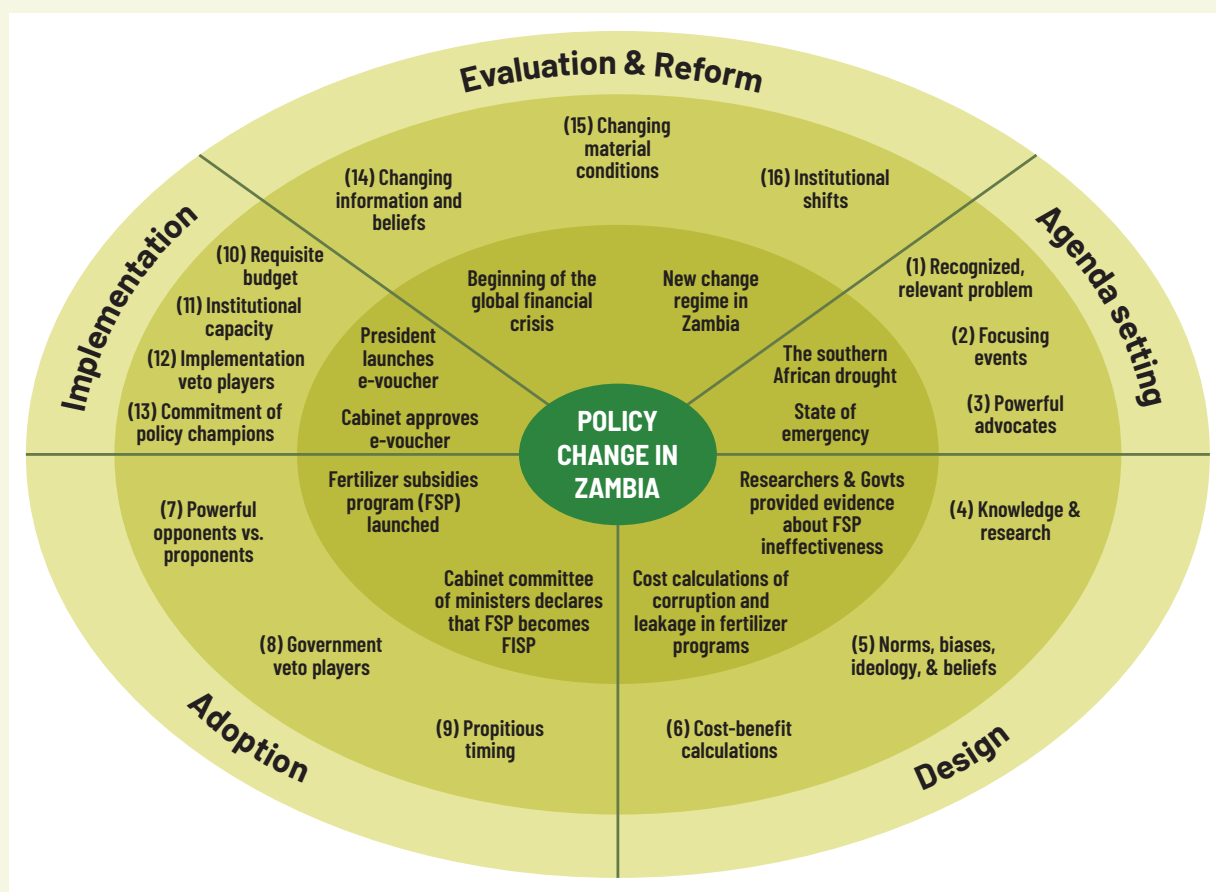 Evaluation & Reform
(15) Changing
material
conditions
(14) Changing
information and
beliefs
(16) Institutional
shifts
Beginning of the
global financial
crisis
New change
regime in
Zambia
Agenda setting
(1) Recognized,
relevant problem
(2) Focusing
events
(3) Powerful
advocates
The southern
African drought
State of
emergency
Design
(4) Knowledge &
research
(5) Norms, biases,
ideology, & beliefs
(6) Cost-benefit
calculations
Researchers & Govts
provided evidence
about FSP
ineffectiveness
Cost calculations of
corruption and
leakage in fertilizer
programs
Adoption
(7) Powerful
opponents vs.
proponents
(8) Government
veto players
(9) Propitious
timing
Fertilizer subsidies
program (FSP)
launched
Cabinet committee
of ministers declares
that FSP becomes
FISP
Implementation
(10) Requisite
budget
(11) Institutional
capacity
(12) Implementation
veto players
(13) Commitment of
policy champions
President
launches
e-voucher
Cabinet approves
e-voucher
POLICY
CHANGE IN
ZAMBIA